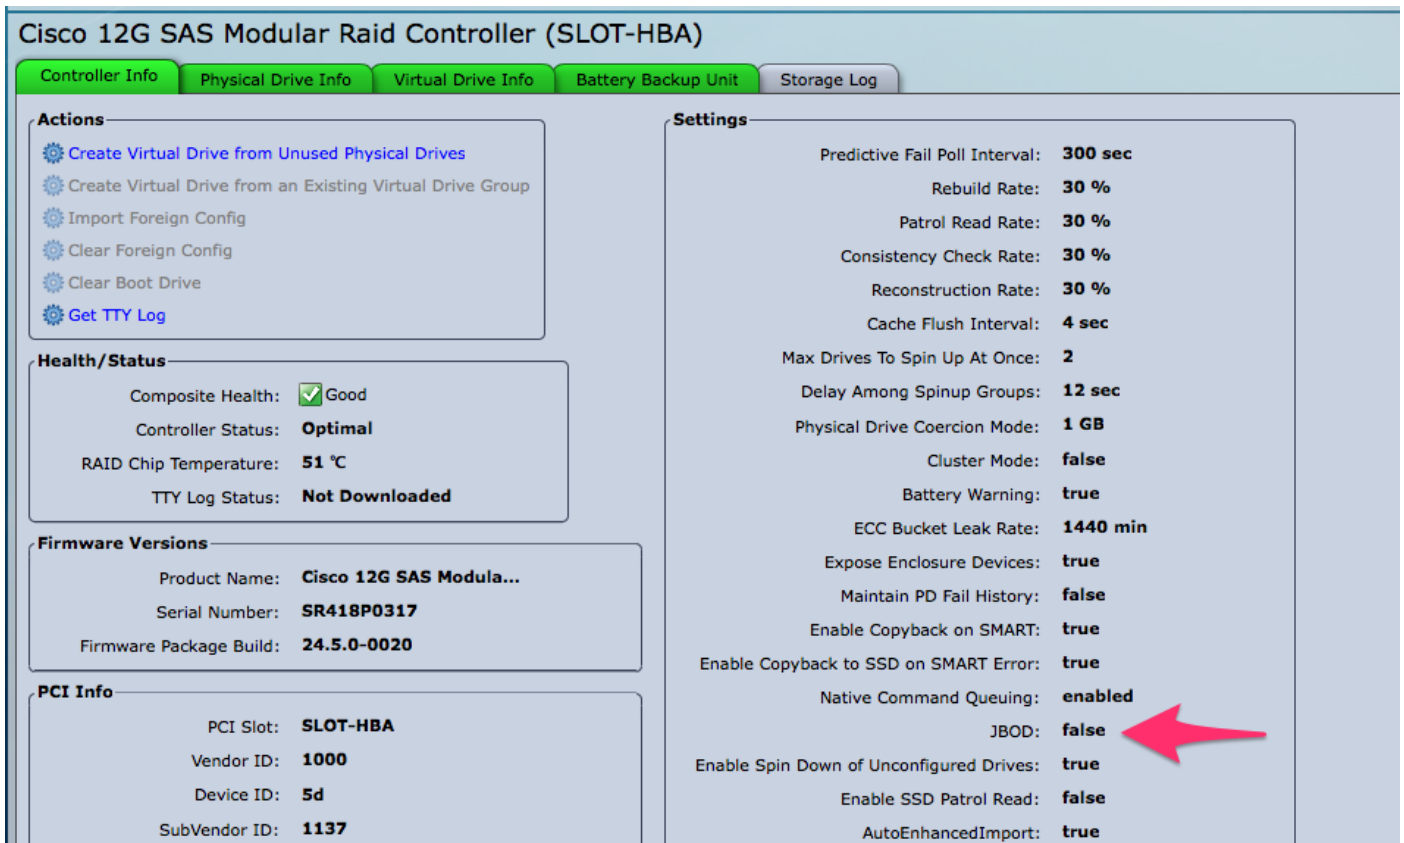 Cisco 12G SAS Modular Raid Controller (SLOT-HBA)
Controller Info
Physical Drive Info
Virtual Drive Info
Battery Backup Unit
Storage Log
Actions
Create Virtual Drive from Unused Physical Drives
Create Virtual Drive from an Existing Virtual Drive Group
Import Foreign Config
Clear Foreign Config
Clear Boot Drive
Get TTY Log
Health/Status
Composite Health: Good
Controller Status: Optimal
RAID Chip Temperature: 51 °C
TTY Log Status: Not Downloaded
Firmware Versions
Product Name: Cisco 12G SAS Modula...
Serial Number: SR418P0317
Firmware Package Build: 24.5.0-0020
PCI Info
PCI Slot: SLOT-HBA
Vendor ID: 1000
Device ID: 5d
SubVendor ID: 1137
Settings
Predictive Fail Poll Interval: 300 sec
Rebuild Rate: 30 %
Patrol Read Rate: 30 %
Consistency Check Rate: 30 %
Reconstruction Rate: 30 %
Cache Flush Interval: 4 sec
Max Drives To Spin Up At Once: 2
Delay Among Spinup Groups: 12 sec
Physical Drive Coercion Mode: 1 GB
Cluster Mode: false
Battery Warning: true
ECC Bucket Leak Rate: 1440 min
Expose Enclosure Devices: true
Maintain PD Fail History: false
Enable Copyback on SMART: true
Enable Copyback to SSD on SMART Error: true
Native Command Queuing: enabled
JBOD: false
Enable Spin Down of Unconfigured Drives: true
Enable SSD Patrol Read: false
AutoEnhancedImport: true